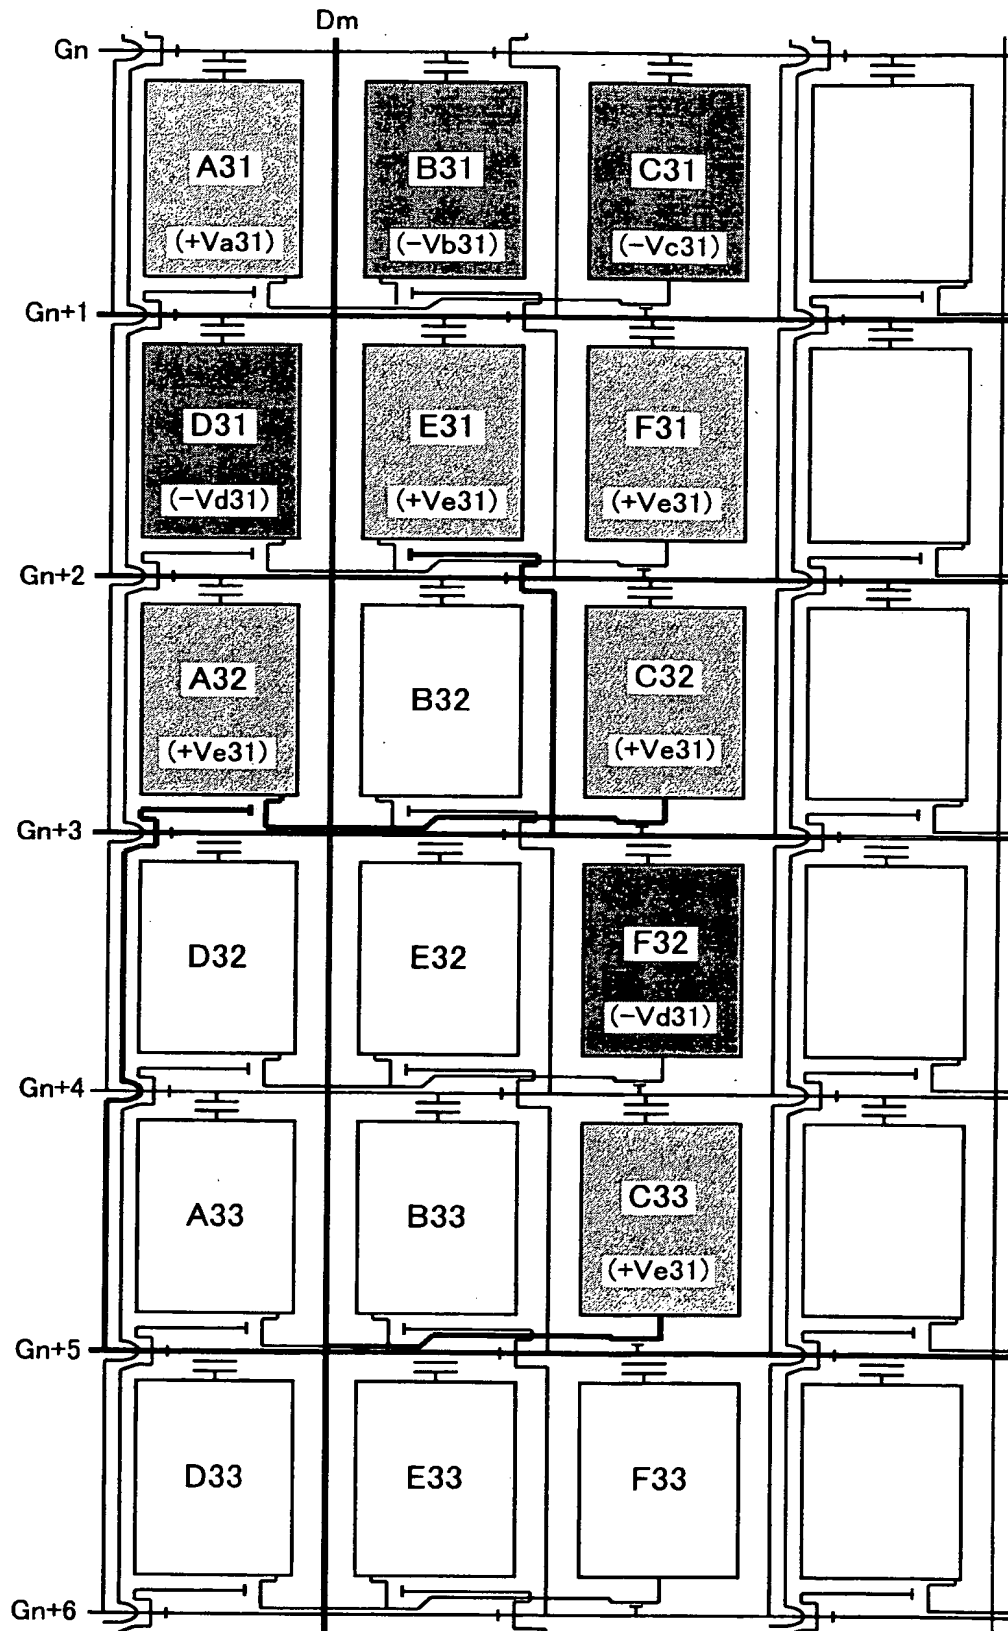 Dm
Gn
A31 B31 C31
(+Va31) (-Vb31) (-Vc31)
Gn+1
D31 E31 F31
(-Vd31) (+Ve31) (+Ve31)
Gn+2
A32 B32 C32
(+Ve31) (+Ve31)
Gn+3
D32 E32 F32
(-Vd31)
Gn+4
A33 B33 C33
(+Ve31)
Gn+5
D33 E33 F33
Gn+6